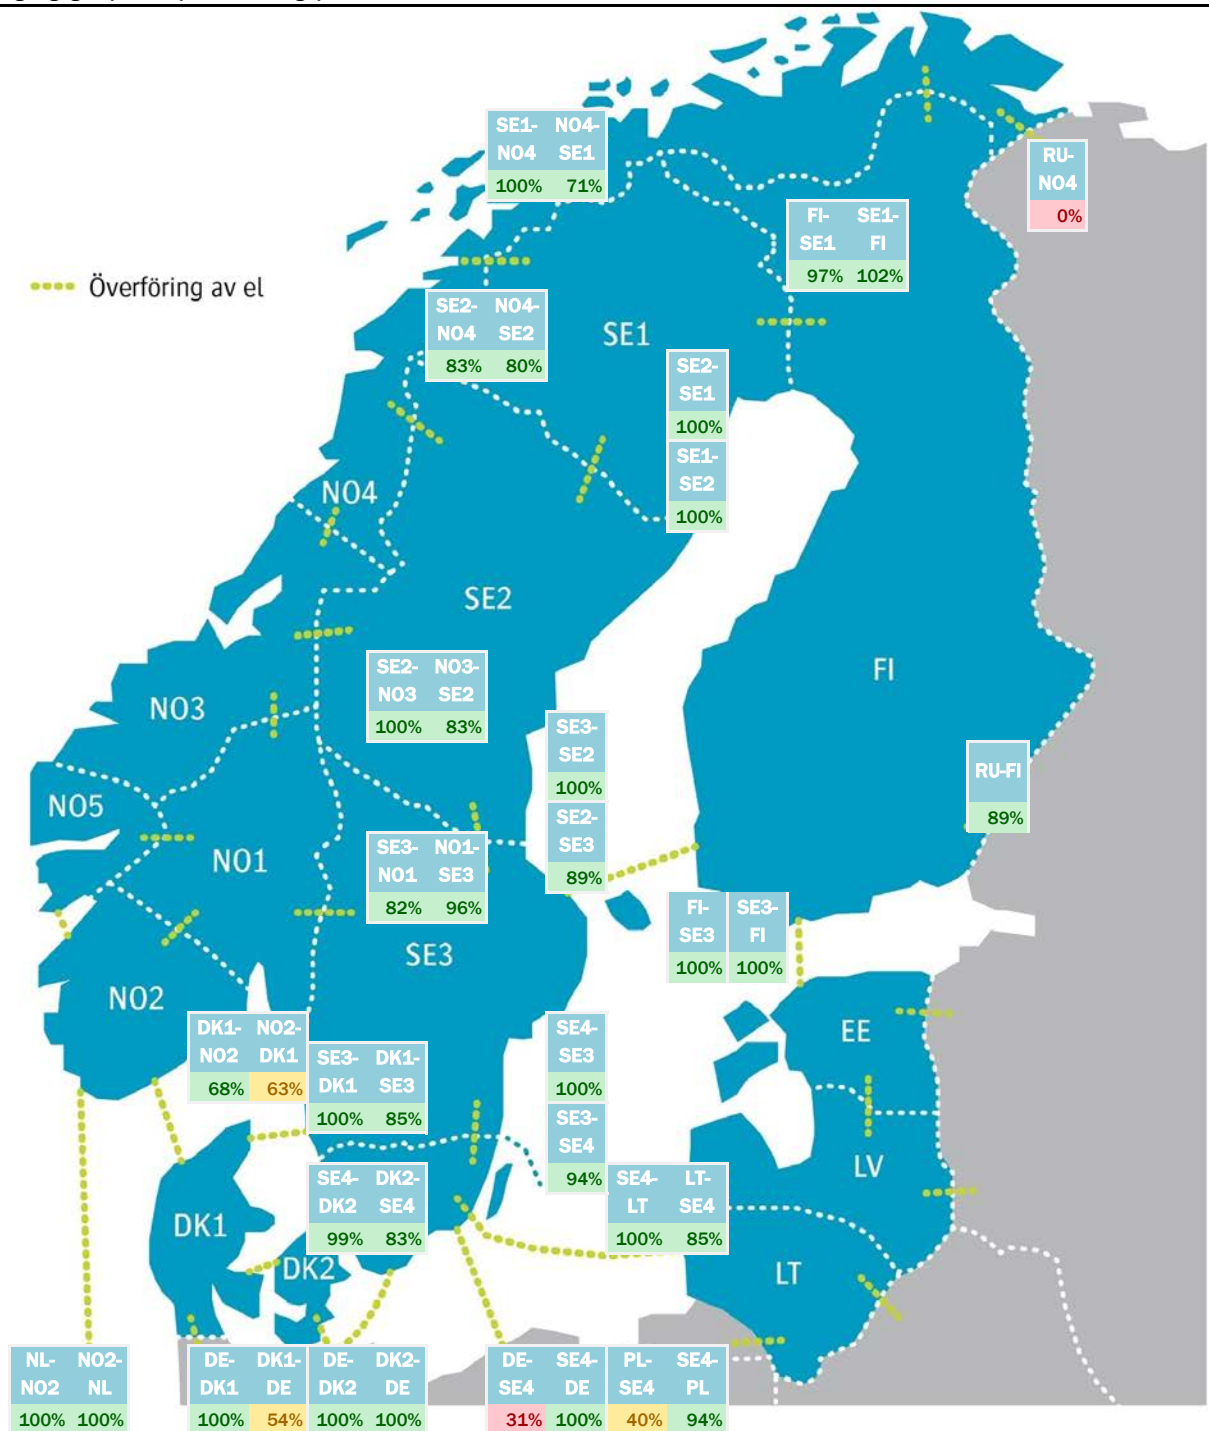 SE1- NO4-
NO4 SE1
100% 71%
RU-
NO4
0%
FI- SE1-
SE1 FI
97% 102%
Överföring av el
SE2- NO4-
NO4 SE2
83% 80%
SE1
SE2-
SE1
100%
SE1-
SE2
100%
NO4
SE2
FI
SE2- NO3-
NO3 SE2
100% 83%
NO3
SE3-
SE2
100%
RU-FI
89%
NO5
SE2-
SE3
89%
NO1
SE3- NO1-
NO1 SE3
82% 96%
FI- SE3-
SE3 FI
100% 100%
SE3
NO2
DK1- NO2-
NO2 DK1
68% 63%
SE3- DK1-
DK1 SE3
100% 85%
SE4-
SE3
100%
EE
SE3-
SE4
94%
LV
SE4- DK2-
DK2 SE4
99% 83%
SE4- LT-
LT SE4
100% 85%
DK1
DK2
LT
NL- NO2-
NO2 NL
100% 100%
DE- DK1-
DK1 DE
100% 54%
DE- DK2-
DK2 DE
100% 100%
DE- SE4-
SE4 DE
31% 100%
PL- SE4-
SE4 PL
40% 94%